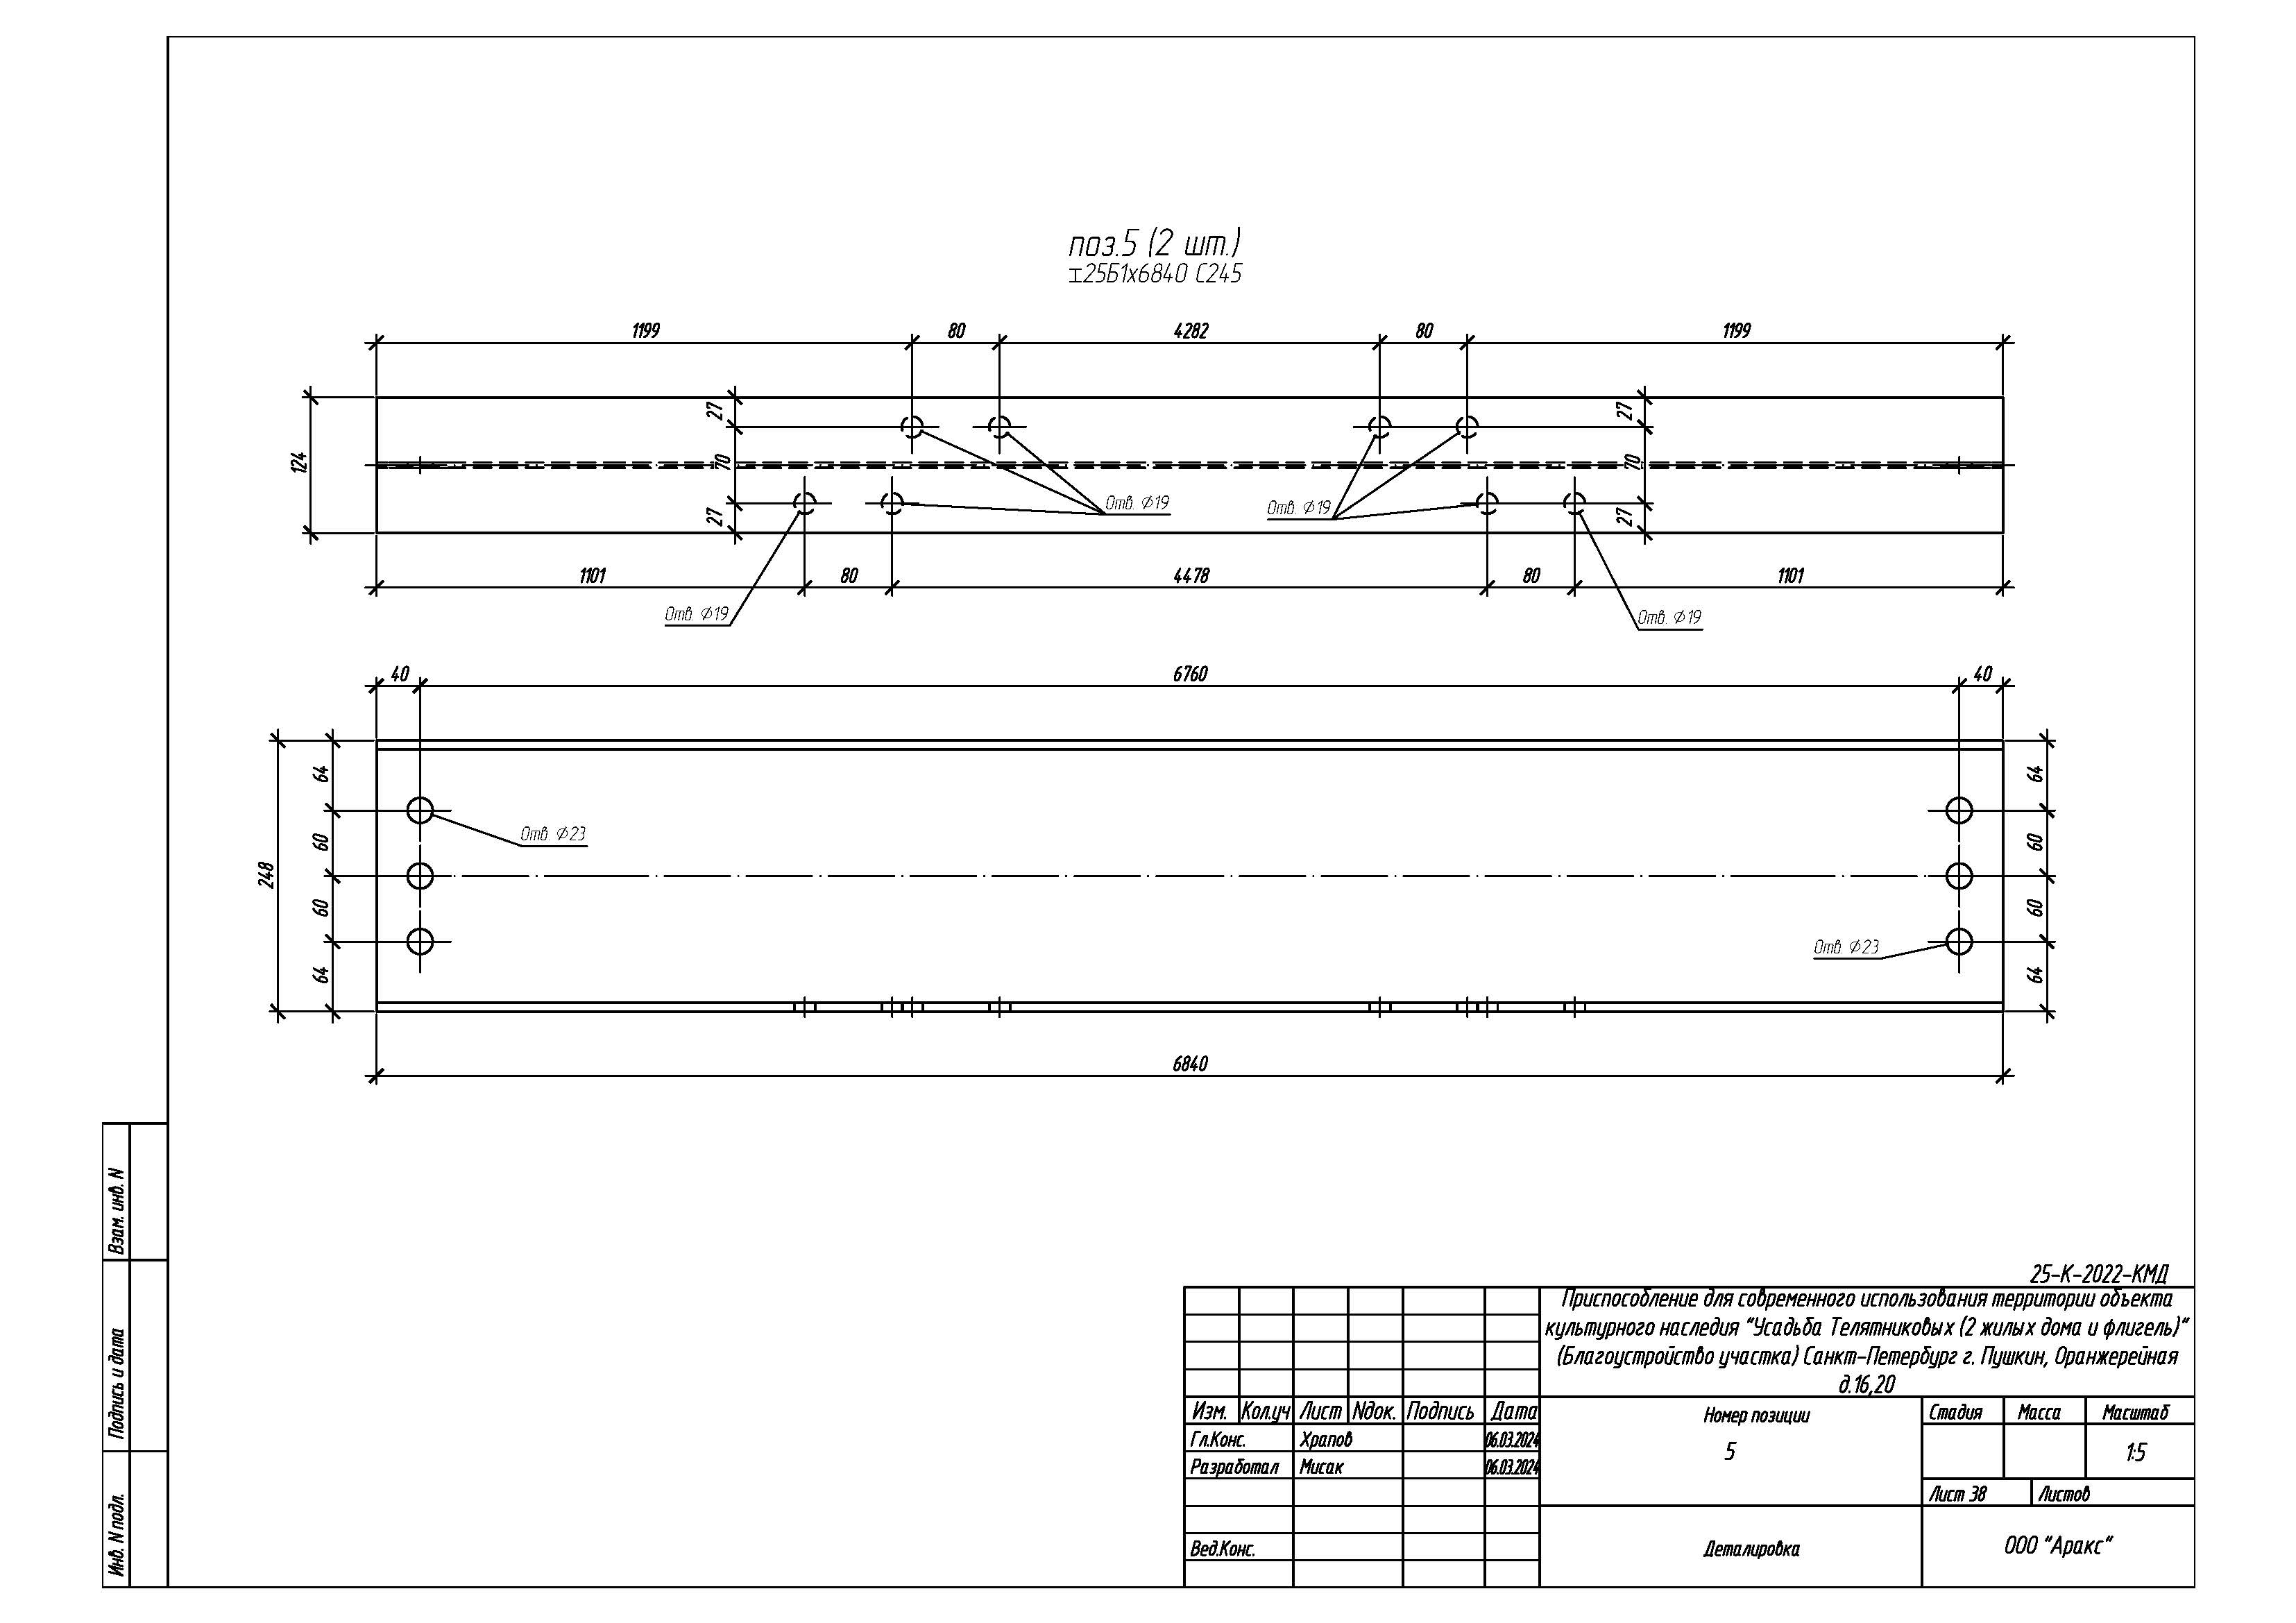 поз.5 (2 шт.)
⌶25Б1х6840 С245
1199 80 4282 80 1199
27 27
124 70 70
27 27
Отв. ⌀19 Отв. ⌀19
1101 80 4478 80 1101
Отв. ⌀19 Отв. ⌀19
40 6760 40
64 64
60 60
Отв. ⌀23
248
60 60
Отв. ⌀23
64 64
6840
Взам. инв. N
Подпись и дата
Инв. N подл.
25-К-2022-КМД
Приспособление для современного использования территории объекта
культурного наследия "Усадьба Телятниковых (2 жилых дома и флигель)"
(Благоустройство участка) Санкт-Петербург г. Пушкин, Оранжерейная
д.16,20
Изм. Кол.уч Лист Nдок. Подпись Дата
Гл.Конс. Храпов 06.03.2024
Разработал Мисак 06.03.2024
Вед.Конс.
Номер позиции
5
Стадия Масса Масштаб
1:5
Лист 38 Листов
Деталировка
ООО "Аракс"